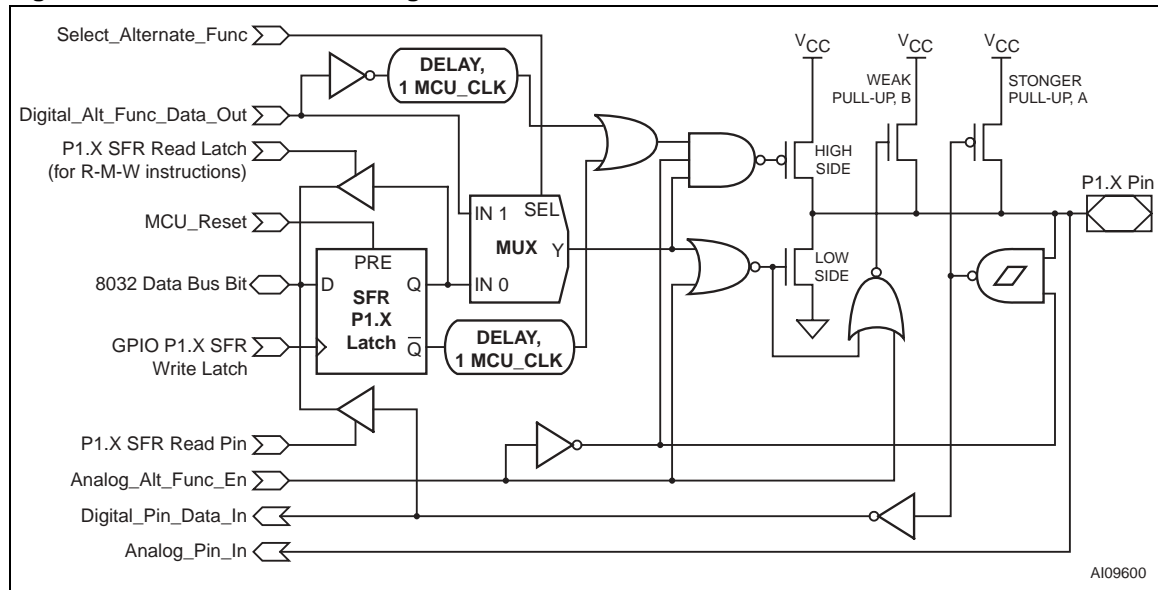 Select_Alternate_Func
DELAY,
1 MCU_CLK
Digital_Alt_Func_Data_Out
P1.X SFR Read Latch
(for R-M-W instructions)
MCU_Reset
8032 Data Bus Bit
GPIO P1.X SFR
Write Latch
P1.X SFR Read Pin
Analog_Alt_Func_En
Digital_Pin_Data_In
Analog_Pin_In
PRE
D
Q
SFR
P1.X
Latch
Q
DELAY,
1 MCU_CLK
IN 1
SEL
MUX
Y
IN 0
VCC
VCC
VCC
WEAK
PULL-UP, B
STONGER
PULL-UP, A
HIGH
SIDE
LOW
SIDE
P1.X Pin
AI09600